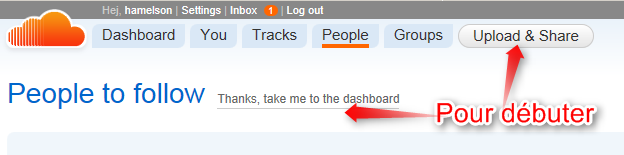 Hej, hamelson | Settings | Inbox 1 | Log out
Dashboard You Tracks People Groups Upload & Share
People to follow Thanks, take me to the dashboard
Pour débuter